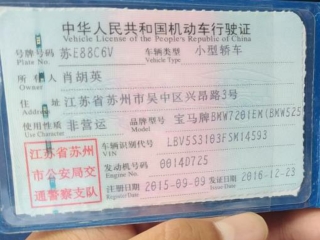 中华人民共和国机动车行驶证
Vehicle License of the People's Republic of China
号牌号码 苏E88C6V 车辆类型 小型轿车
Plate No. Vehicle Type
所有人 肖胡英
Owner
住址 江苏省苏州市吴中区兴昂路3号
Address
使用性质 非营运 品牌型号 宝马牌BMW7201EM(BMW525
Use Character Model
江苏省苏州市公安局交通警察支队
车辆识别代号 LBV5S3103FSM14593
VIN
发动机号码 00140725
Engine No.
注册日期 2015-09-09 发证日期 2016-12-23
Register Date Issue Date